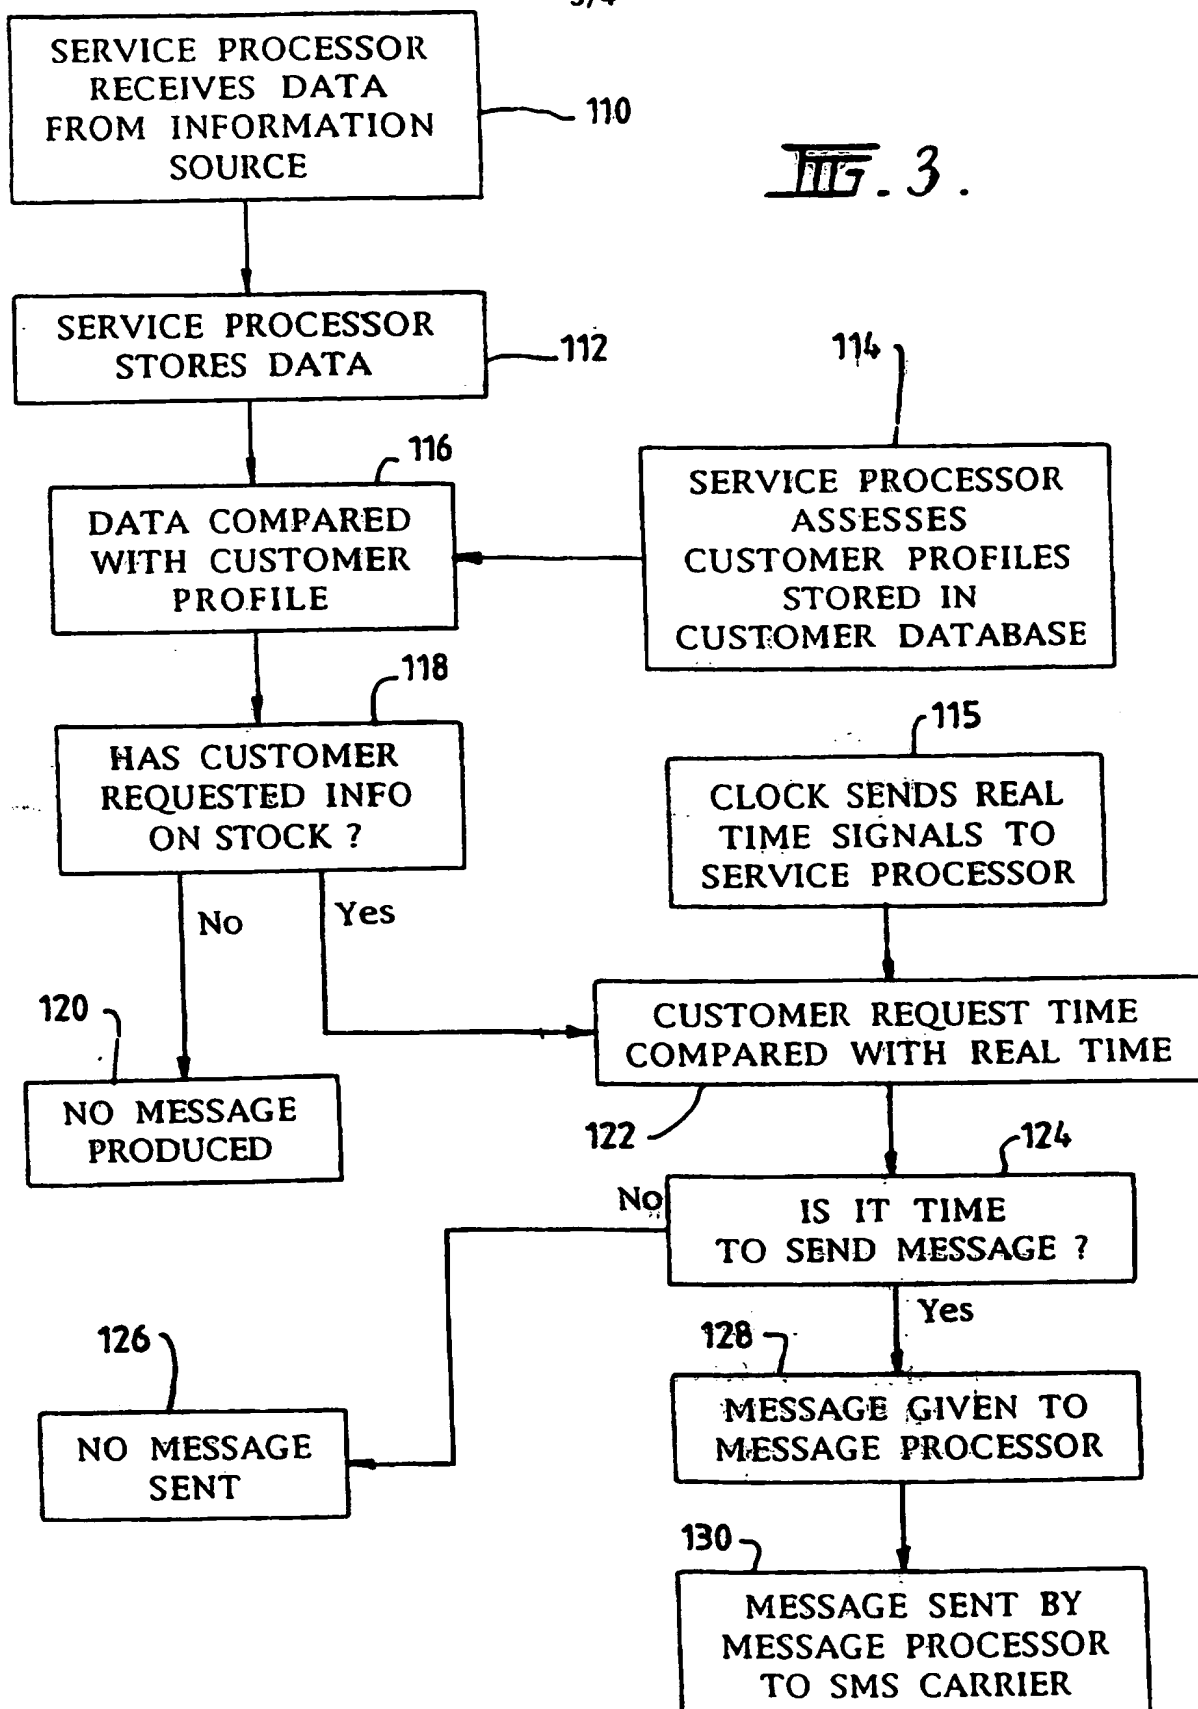 3/4
SERVICE PROCESSOR
RECEIVES DATA
FROM INFORMATION
SOURCE
110
FIG. 3.
SERVICE PROCESSOR
STORES DATA
112
114
116
DATA COMPARED
WITH CUSTOMER
PROFILE
SERVICE PROCESSOR
ASSESSES
CUSTOMER PROFILES
STORED IN
CUSTOMER DATABASE
118
HAS CUSTOMER
REQUESTED INFO
ON STOCK ?
115
CLOCK SENDS REAL
TIME SIGNALS TO
SERVICE PROCESSOR
No
Yes
120
NO MESSAGE
PRODUCED
CUSTOMER REQUEST TIME
COMPARED WITH REAL TIME
122
124
No
IS IT TIME
TO SEND MESSAGE ?
Yes
126
NO MESSAGE
SENT
128
MESSAGE GIVEN TO
MESSAGE PROCESSOR
130
MESSAGE SENT BY
MESSAGE PROCESSOR
TO SMS CARRIER